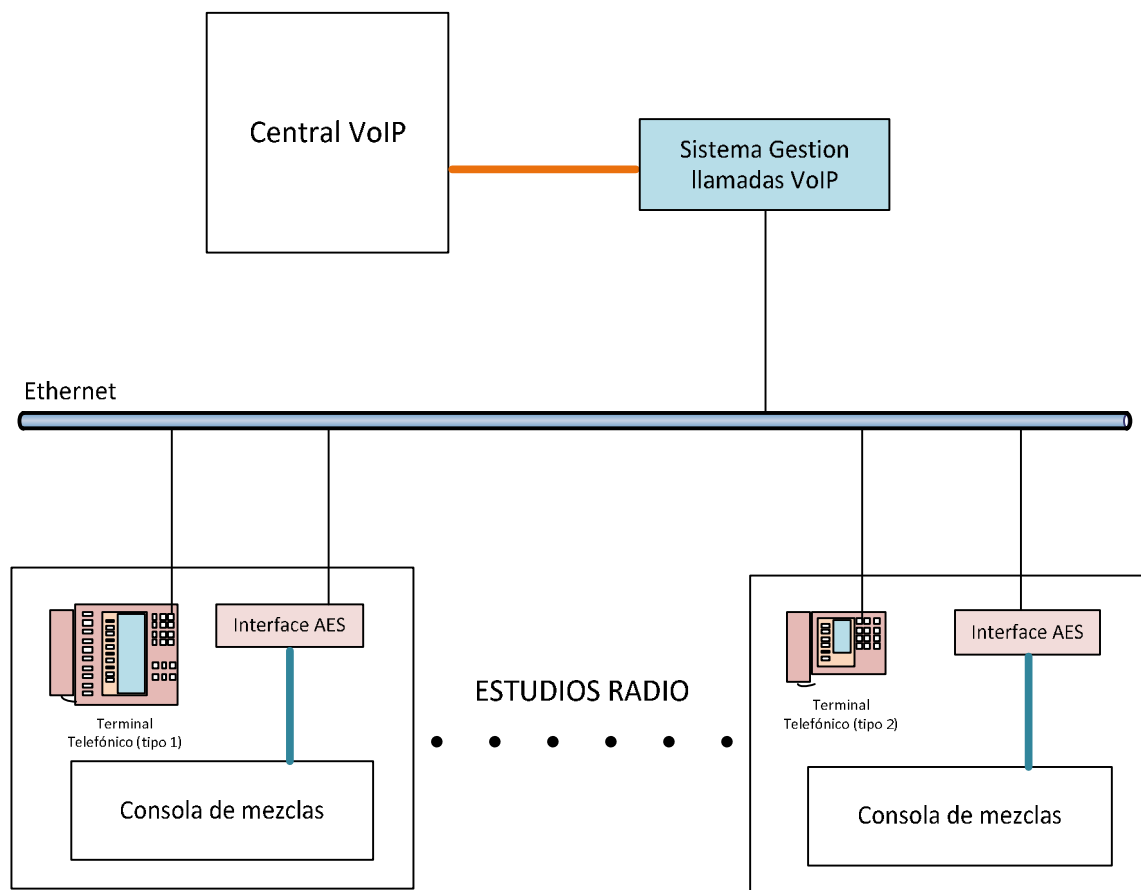 Central VoIP
Sistema Gestion
llamadas VoIP
Ethernet
Interface AES
Terminal
Telefónico (tipo 1)
Consola de mezclas
ESTUDIOS RADIO
Interface AES
Terminal
Telefónico (tipo 2)
Consola de mezclas